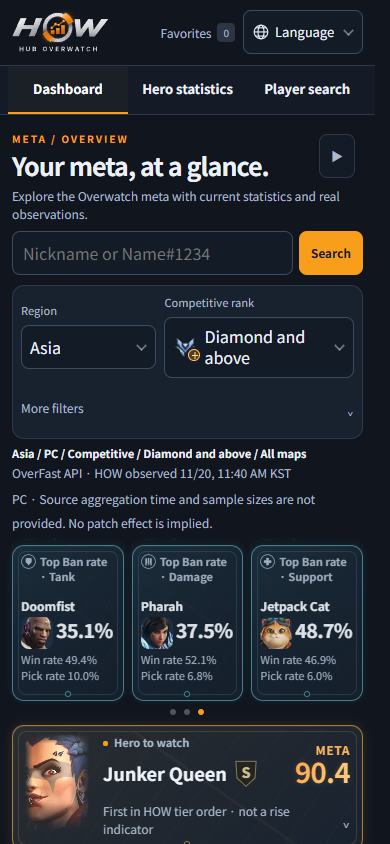 HOW
HUB OVERWATCH
Favorites 0
Language
Dashboard
Hero statistics
Player search
META / OVERVIEW
Your meta, at a glance.
Explore the Overwatch meta with current statistics and real
observations.
Nickname or Name#1234
Search
Region
Asia
Competitive rank
Diamond and
above
More filters
Asia / PC / Competitive / Diamond and above / All maps
OverFast API · HOW observed 11/20, 11:40 AM KST
PC · Source aggregation time and sample sizes are not
provided. No patch effect is implied.
Top Ban rate
· Tank
Doomfist
35.1%
Win rate 49.4%
Pick rate 10.0%
Top Ban rate
· Damage
Pharah
37.5%
Win rate 52.1%
Pick rate 6.8%
Top Ban rate
· Support
Jetpack Cat
48.7%
Win rate 46.9%
Pick rate 6.0%
Hero to watch
Junker Queen S
META
90.4
First in HOW tier order · not a rise
indicator